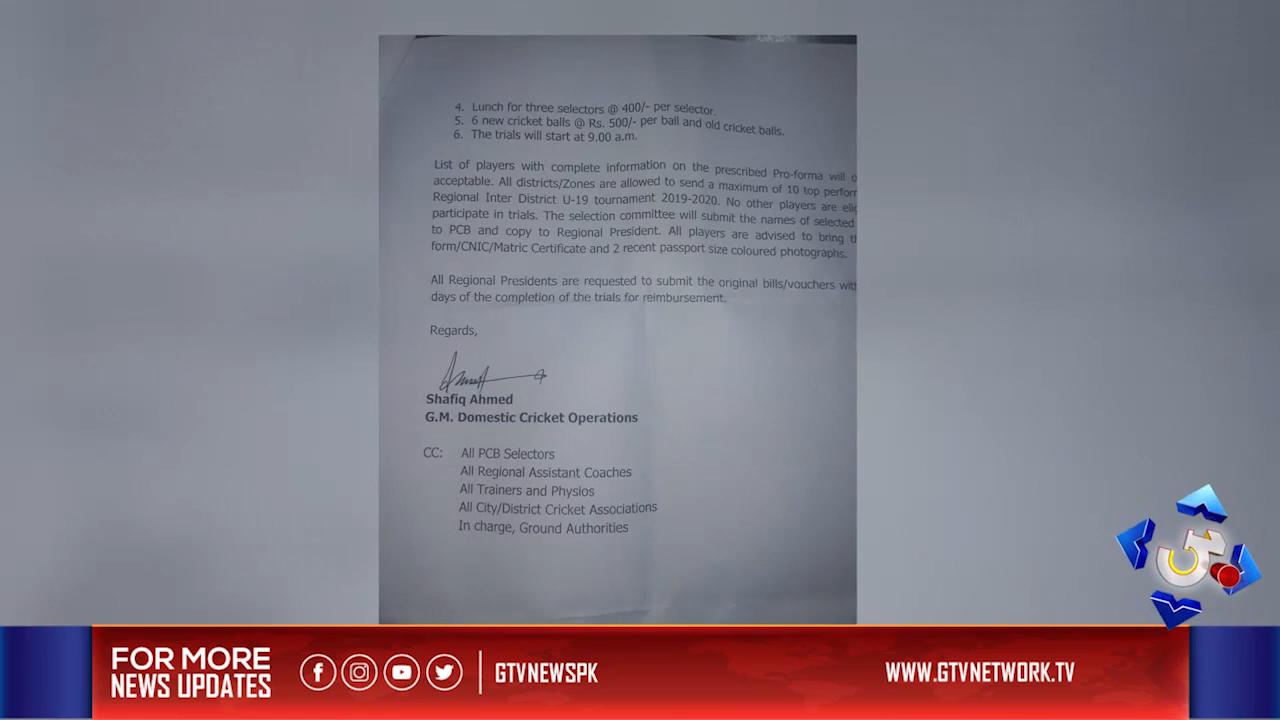 4. Lunch for three selectors @ 400/- per selector.
5. 6 new cricket balls @ Rs. 500/- per ball and old cricket balls.
6. The trials will start at 9.00 a.m.
List of players with complete information on the prescribed Pro-forma will
acceptable. All districts/Zones are allowed to send a maximum of 10 top
Regional Inter District U-19 tournament 2019-2020. No other players are
participate in trials. The selection committee will submit the names of selected
to PCB and copy to Regional President. All players are advised to bring
form/CNIC/Matric Certificate and 2 recent passport size coloured photographs.
All Regional Presidents are requested to submit the original bills/vouchers
days of the completion of the trials for reimbursement.
Regards,
Shafiq Ahmed
G.M. Domestic Cricket Operations
CC: All PCB Selectors
All Regional Assistant Coaches
All Trainers and Physios
All City/District Cricket Associations
In charge, Ground Authorities
FOR MORE
NEWS UPDATES
GTVNEWSPK
WWW.GTVNETWORK.TV